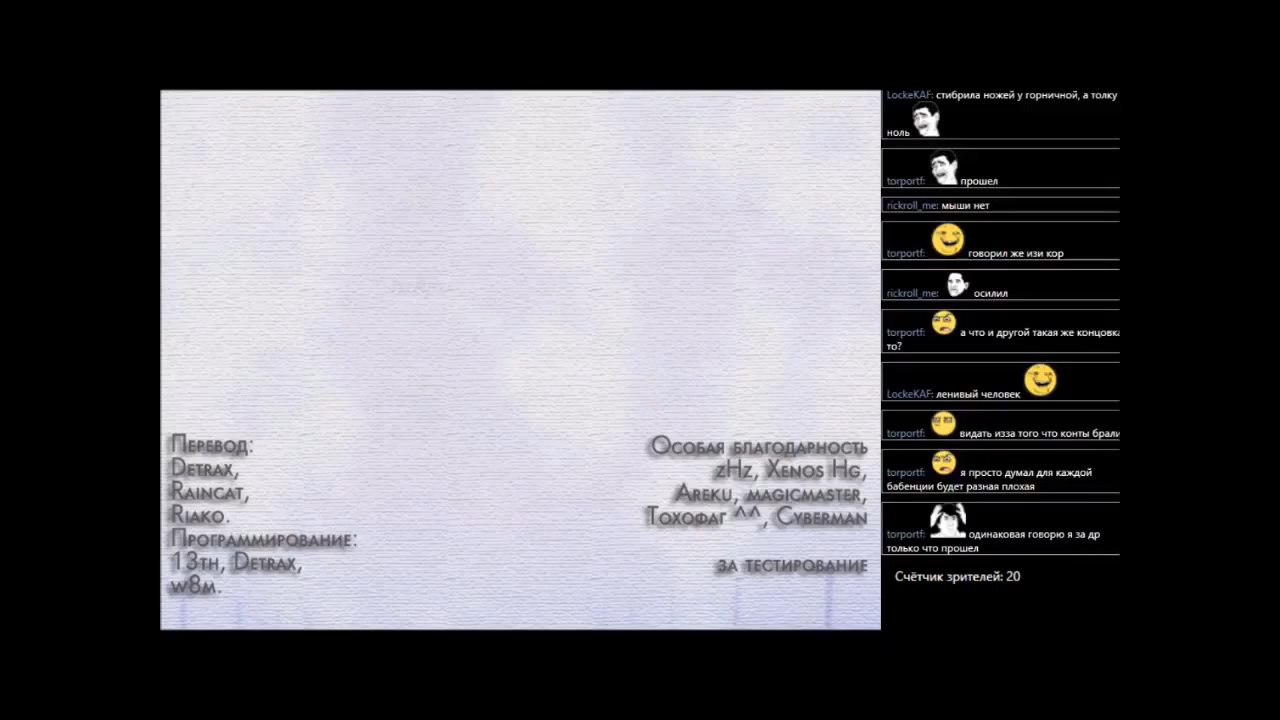 Перевод:
Detrax,
Raincat,
Riako.
Программирование:
13th, Detrax,
w8m.
Особая благодарность
zHz, Xenos Hg,
Areku, magicmaster,
Тохофаг ^^, Cyberman
за тестирование
LockeKAF: стибрила ножей у горничной, а толку
ноль
torportf: прошел
rickroll_me: мыши нет
torportf: говорил же изи кор
rickroll_me: осилил
torportf: а что и другой такая же концовка
то?
LockeKAF: ленивый человек
torportf: видать изза того что конты брали
torportf: я просто думал для каждой
бабенции будет разная плохая
torportf: одинаковая говорю я за др
только что прошел
Счётчик зрителей: 20